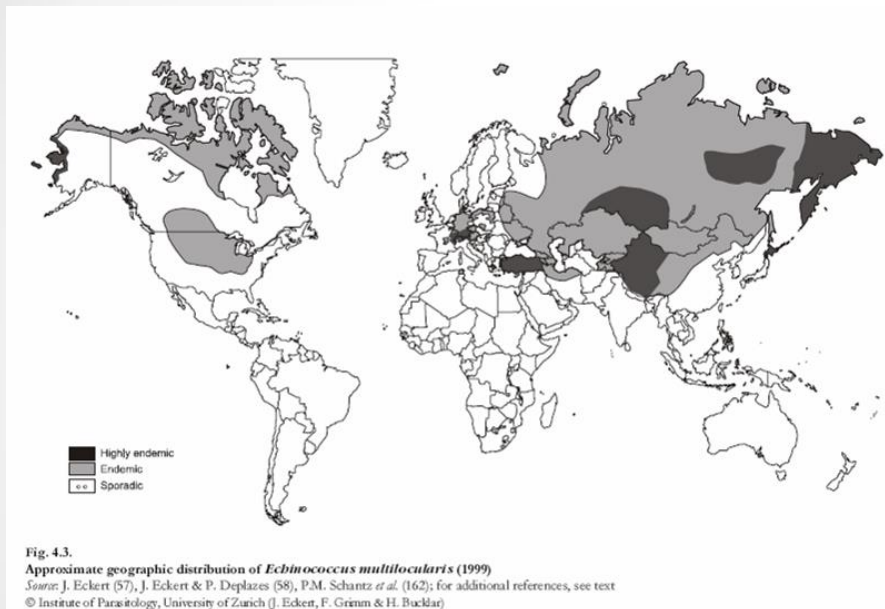 Highly endemic
Endemic
Sporadic
Fig. 4.3.
Approximate geographic distribution of Echinococcus multilocularis (1999)
Source: J. Eckert (57), J. Eckert & P. Deplazes (58), P.M. Schantz et al. (162); for additional references, see text
© Institute of Parasitology, University of Zurich (J. Eckert, F. Grimm & H. Bucklar)